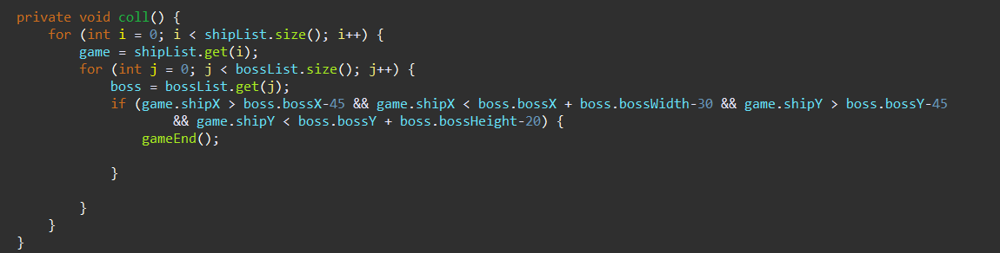 private void coll() {
    for (int i = 0; i < shipList.size(); i++) {
        game = shipList.get(i);
        for (int j = 0; j < bossList.size(); j++) {
            boss = bossList.get(j);
            if (game.shipX > boss.bossX-45 && game.shipX < boss.bossX + boss.bossWidth-30 && game.shipY > boss.bossY-45
                    && game.shipY < boss.bossY + boss.bossHeight-20) {
                gameEnd();
            }
        }
    }
}